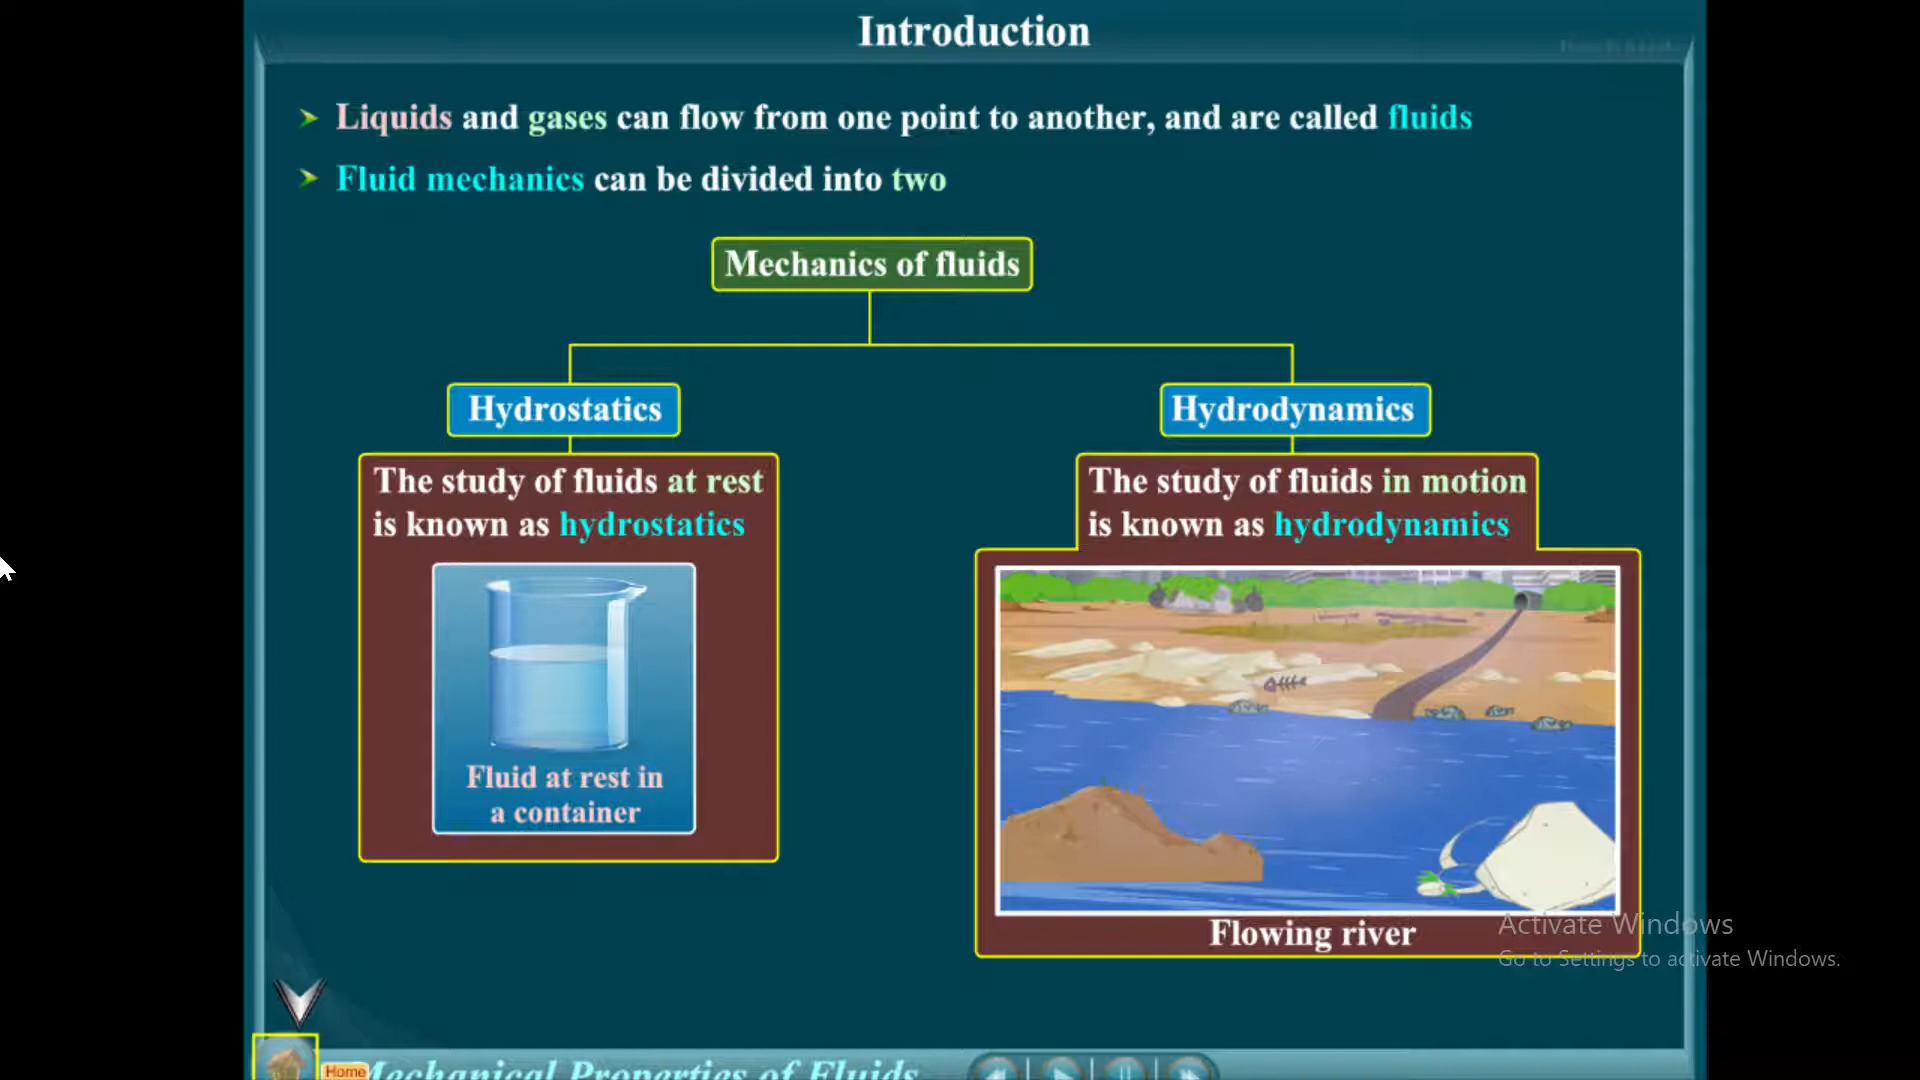 Introduction
Liquids and gases can flow from one point to another, and are called fluids
Fluid mechanics can be divided into two
Mechanics of fluids
Hydrostatics
The study of fluids at rest
is known as hydrostatics
Fluid at rest in
a container
Hydrodynamics
The study of fluids in motion
is known as hydrodynamics
Flowing river
Activate Windows
Go to Settings to activate Windows.
Home
Mechanical Properties of Fluids